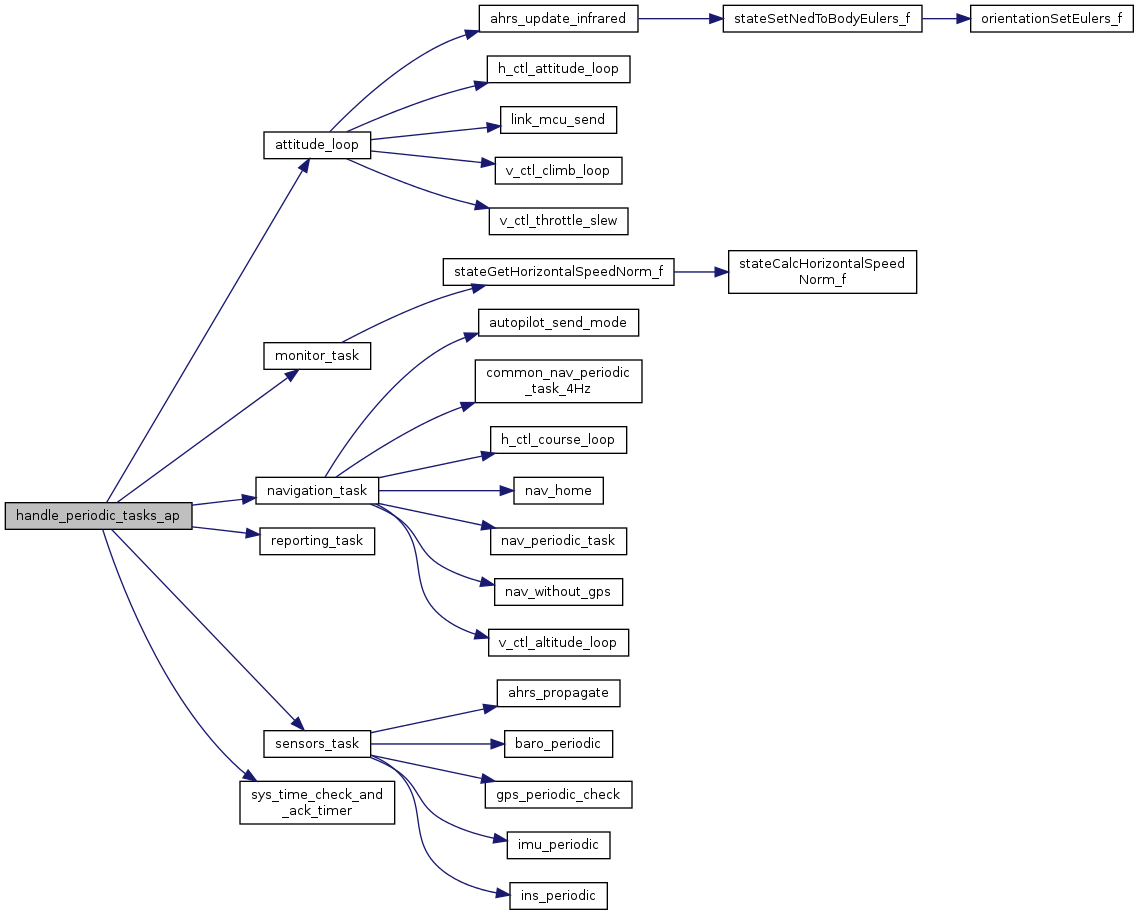 ahrs_update_infrared
stateSetNedToBodyEulers_f
orientationSetEulers_f
h_ctl_attitude_loop
link_mcu_send
attitude_loop
v_ctl_climb_loop
v_ctl_throttle_slew
stateGetHorizontalSpeedNorm_f
stateCalcHorizontalSpeed
Norm_f
autopilot_send_mode
monitor_task
common_nav_periodic
_task_4Hz
h_ctl_course_loop
navigation_task
nav_home
handle_periodic_tasks_ap
reporting_task
nav_periodic_task
nav_without_gps
v_ctl_altitude_loop
ahrs_propagate
sensors_task
baro_periodic
sys_time_check_and
_ack_timer
gps_periodic_check
imu_periodic
ins_periodic